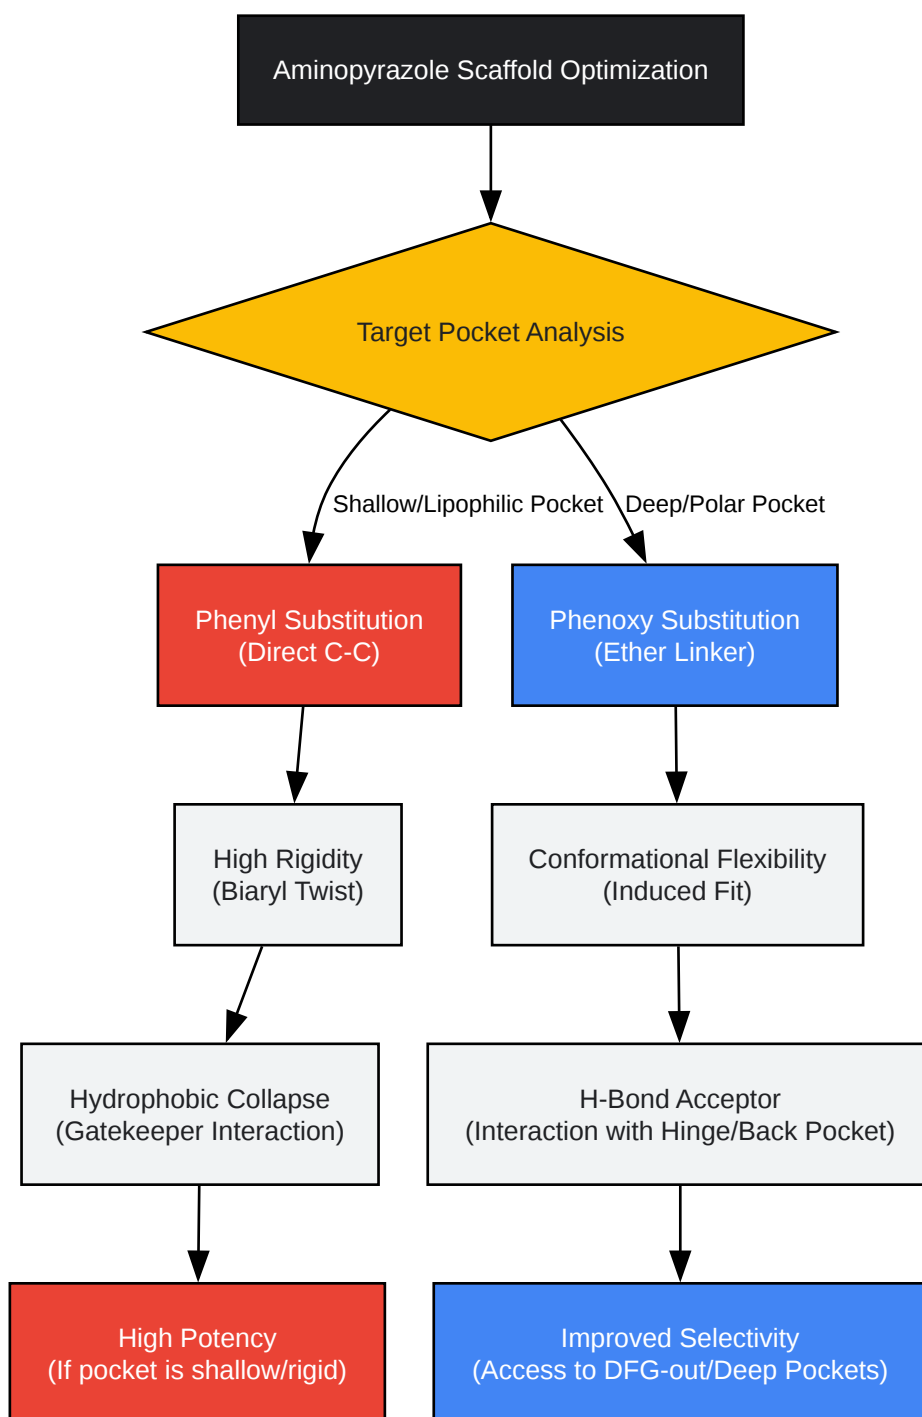 Aminopyrazole Scaffold Optimization
Target Pocket Analysis
Shallow/Lipophilic Pocket
Deep/Polar Pocket
Phenyl Substitution
(Direct C-C)
Phenoxy Substitution
(Ether Linker)
High Rigidity
(Biaryl Twist)
Conformational Flexibility
(Induced Fit)
Hydrophobic Collapse
(Gatekeeper Interaction)
H-Bond Acceptor
(Interaction with Hinge/Back Pocket)
High Potency
(If pocket is shallow/rigid)
Improved Selectivity
(Access to DFG-out/Deep Pockets)